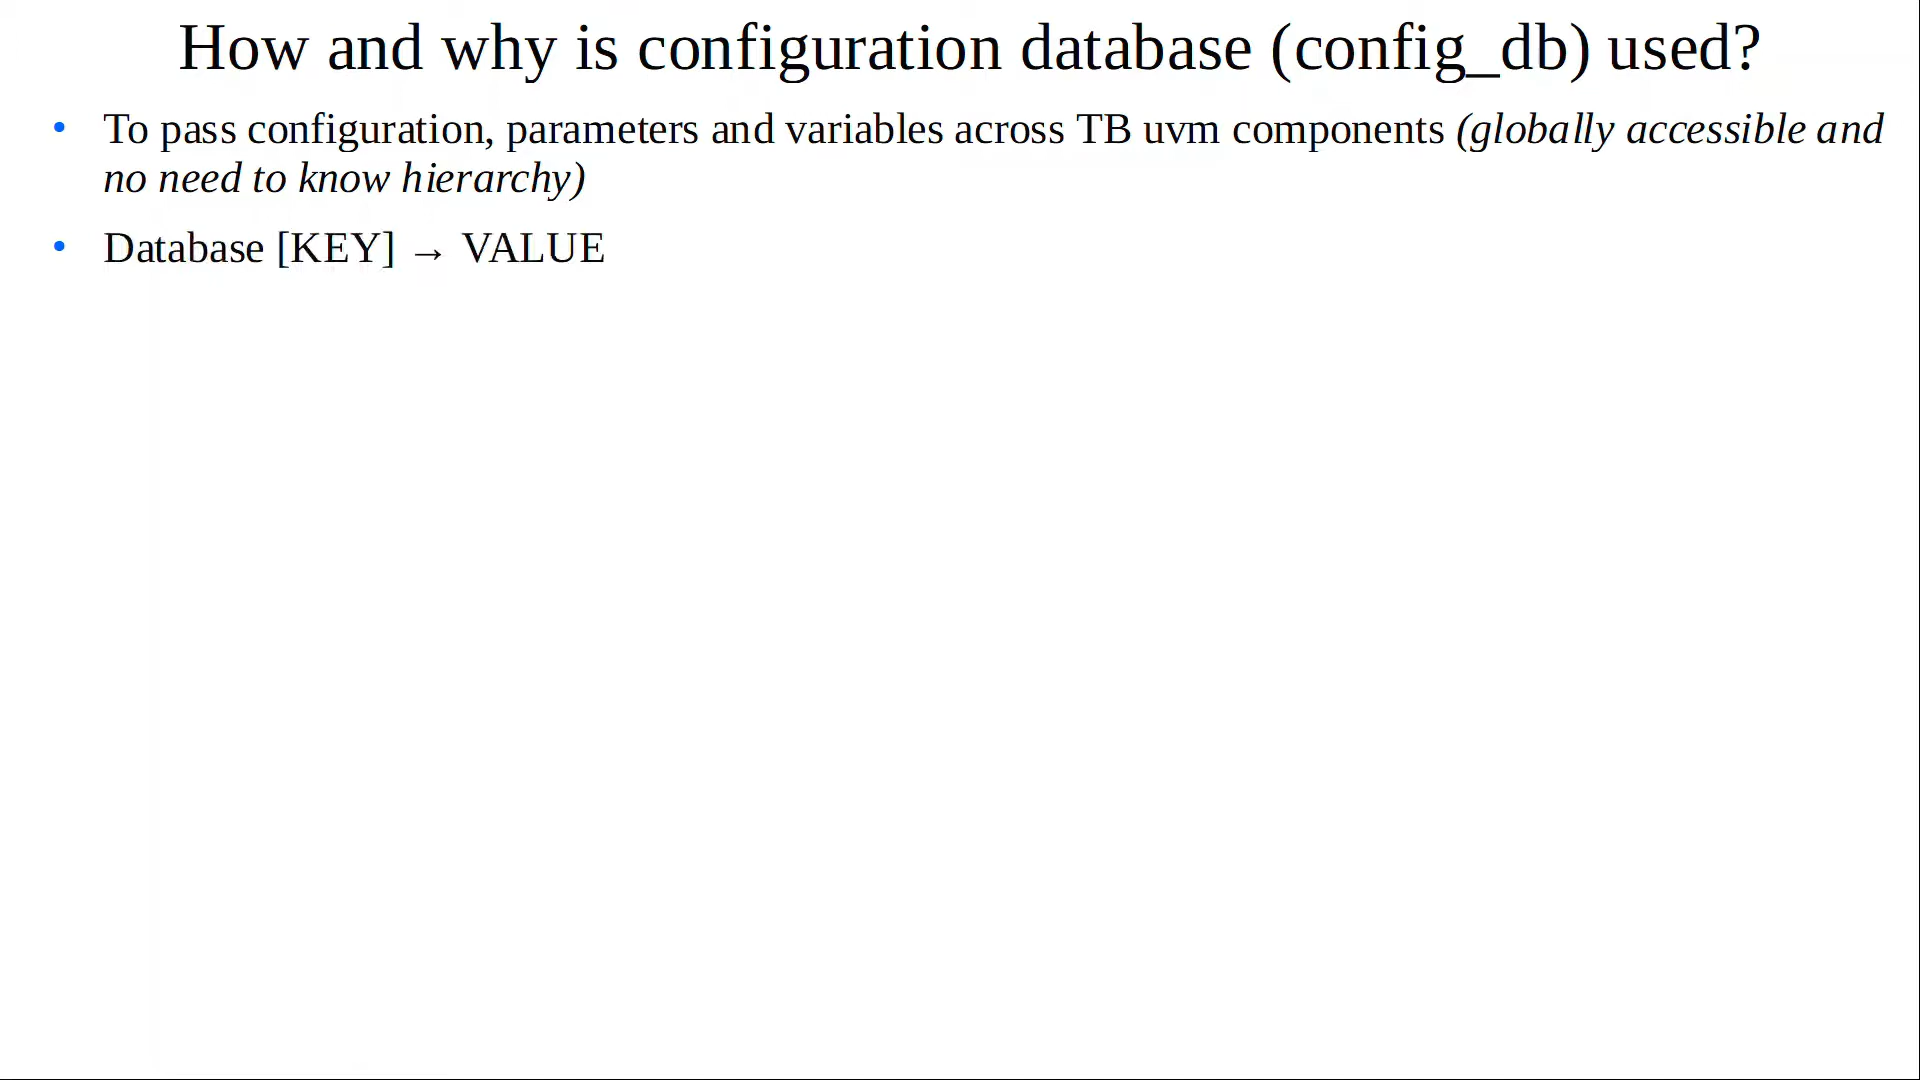 How and why is configuration database (config_db) used?
• To pass configuration, parameters and variables across TB uvm components (globally accessible and
no need to know hierarchy)
• Database [KEY] → VALUE